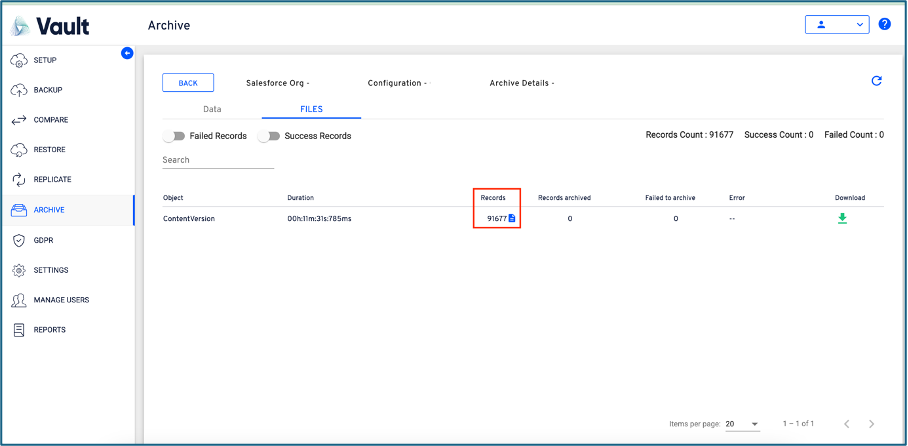 Vault
Archive
?
SETUP
BACKUP
COMPARE
RESTORE
REPLICATE
ARCHIVE
GDPR
SETTINGS
MANAGE USERS
REPORTS
BACK
Salesforce Org -
Configuration -
Archive Details -
Data
FILES
Failed Records
Success Records
Records Count : 91677
Success Count : 0
Failed Count : 0
Search
Object
Duration
Records
Records archived
Failed to archive
Error
Download
ContentVersion
00h:11m:31s:785ms
91677
0
0
--
Items per page: 20
1 – 1 of 1